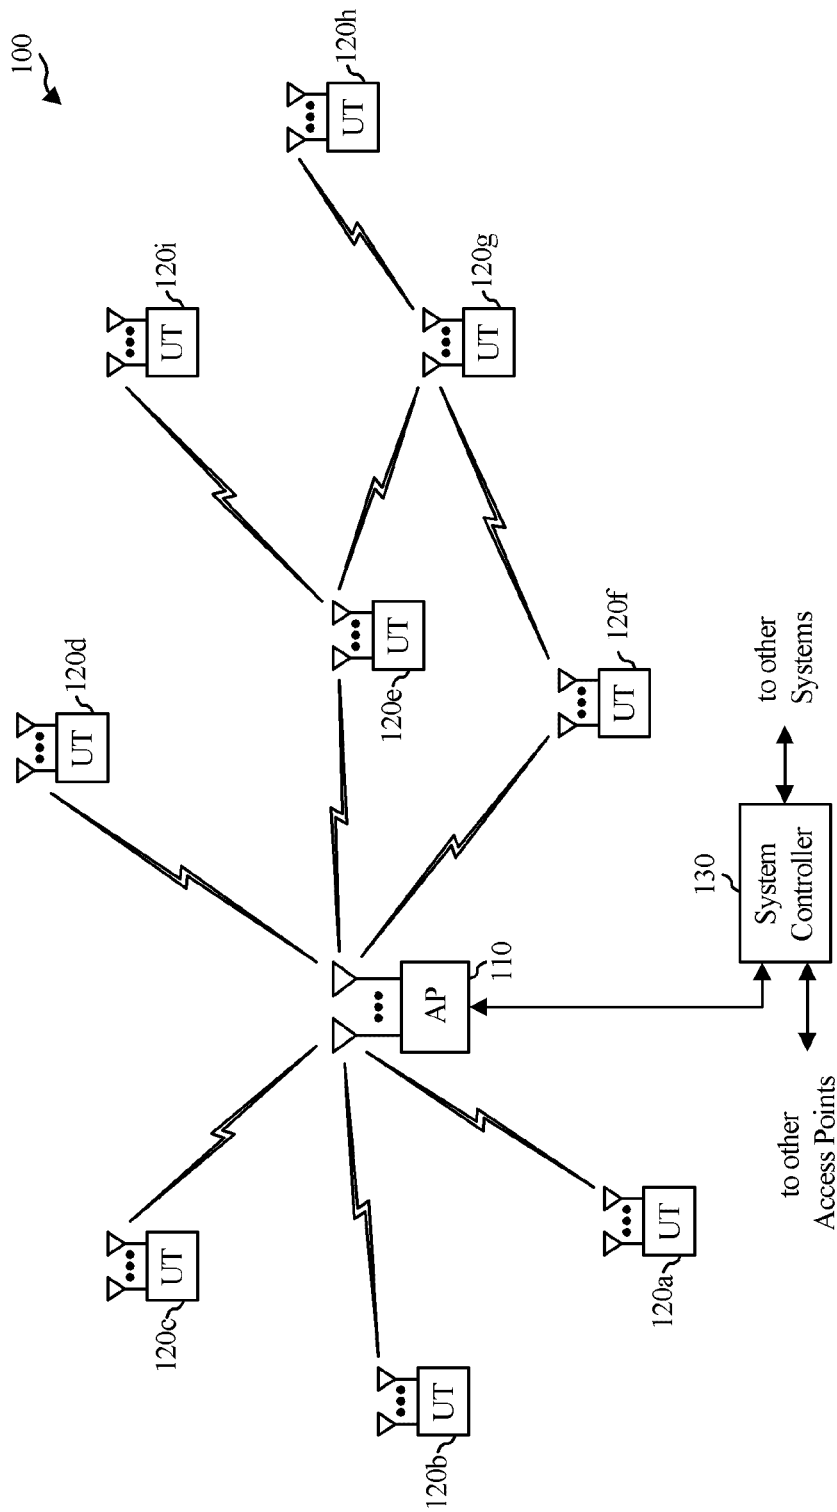 100
UT
120d
UT
120i
UT
120h
UT
120c
UT
120b
AP
110
UT
120e
UT
120g
UT
120a
UT
120f
130
System
Controller
to other
Access Points
to other
Systems